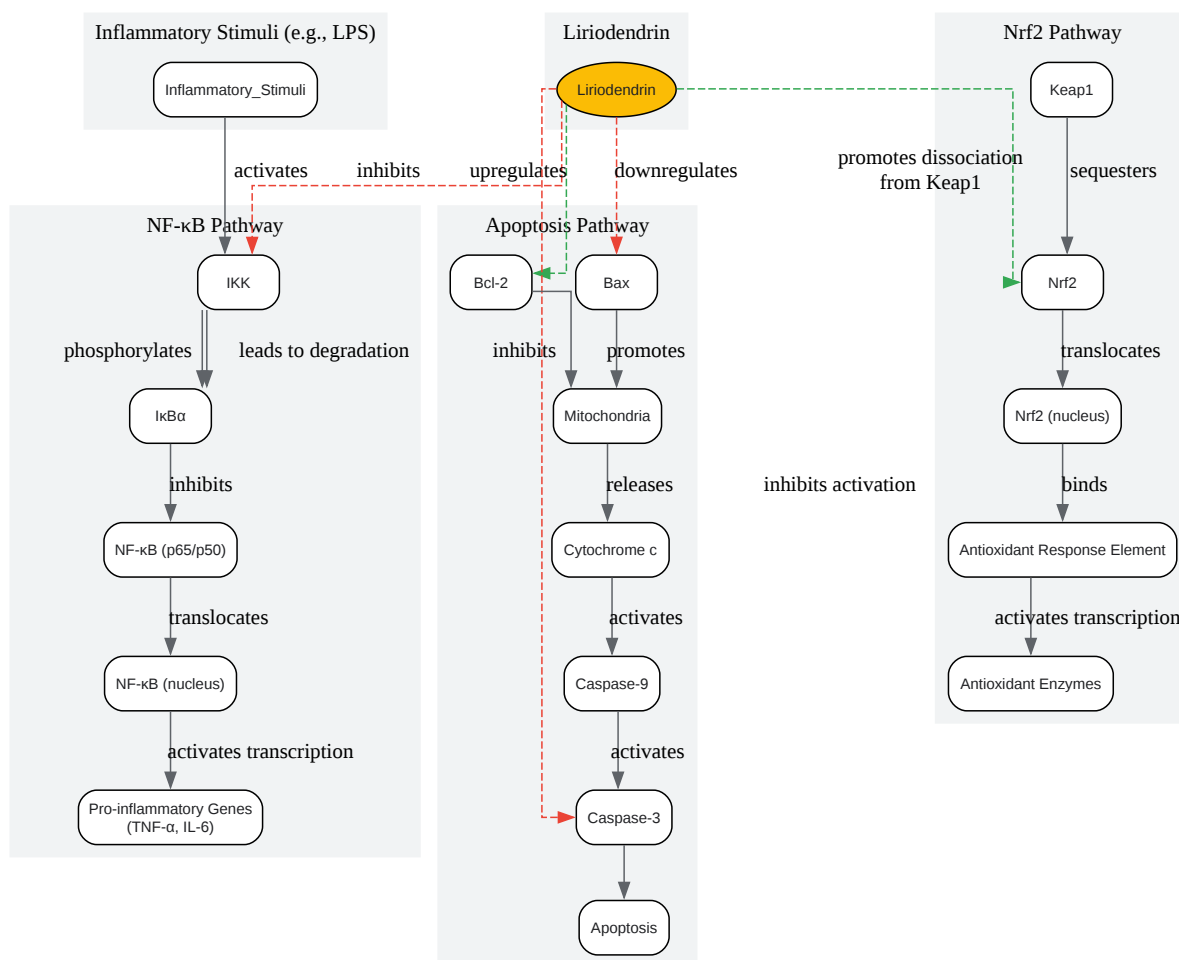 Inflammatory Stimuli (e.g., LPS)
Liriodendrin
Nrf2 Pathway
Inflammatory_Stimuli
Liriodendrin
Keap1
activates
inhibits
upregulates
downregulates
promotes dissociation
from Keap1
sequesters
NF-κB Pathway
Apoptosis Pathway
IKK
Bcl-2
Bax
Nrf2
phosphorylates
leads to degradation
inhibits
promotes
translocates
IκBα
Mitochondria
Nrf2 (nucleus)
inhibits
releases
inhibits activation
binds
NF-κB (p65/p50)
Cytochrome c
Antioxidant Response Element
translocates
activates
activates transcription
NF-κB (nucleus)
Caspase-9
Antioxidant Enzymes
activates transcription
activates
Pro-inflammatory Genes
(TNF-α, IL-6)
Caspase-3
Apoptosis